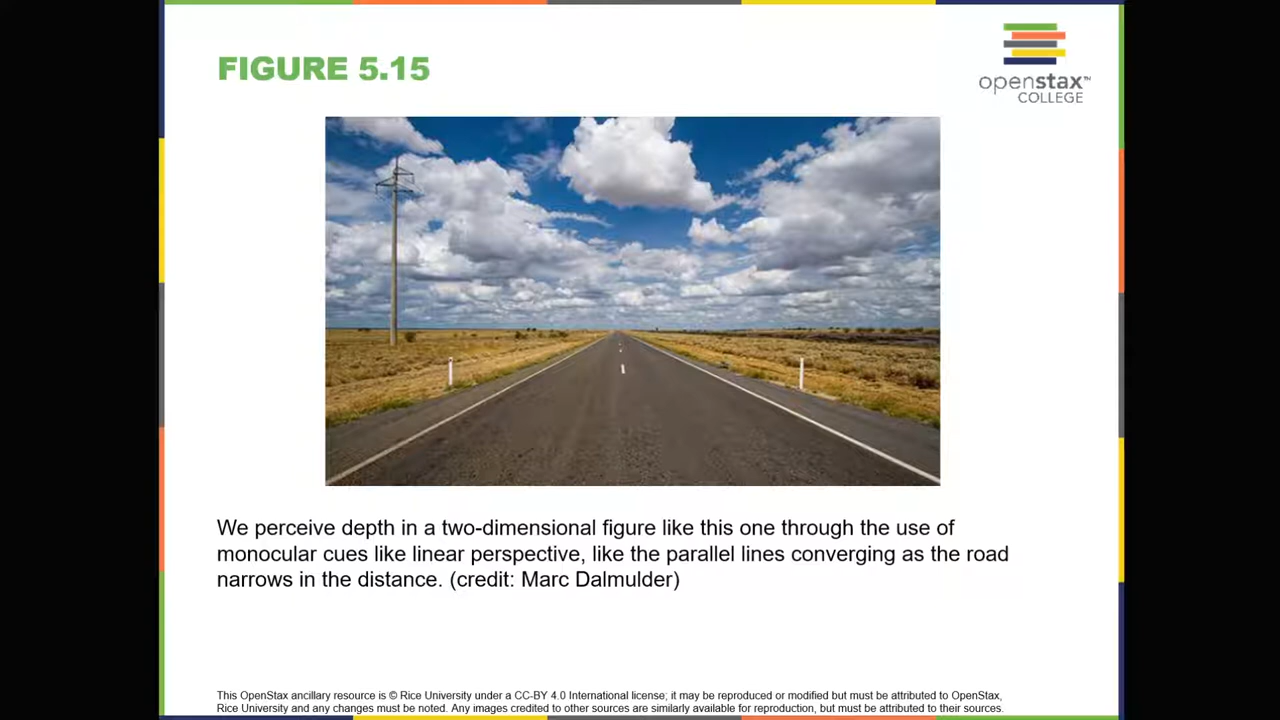 FIGURE 5.15
openstax™
COLLEGE
We perceive depth in a two-dimensional figure like this one through the use of
monocular cues like linear perspective, like the parallel lines converging as the road
narrows in the distance. (credit: Marc Dalmulder)
This OpenStax ancillary resource is © Rice University under a CC-BY 4.0 International license; it may be reproduced or modified but must be attributed to OpenStax,
Rice University and any changes must be noted. Any images credited to other sources are similarly available for reproduction, but must be attributed to their sources.